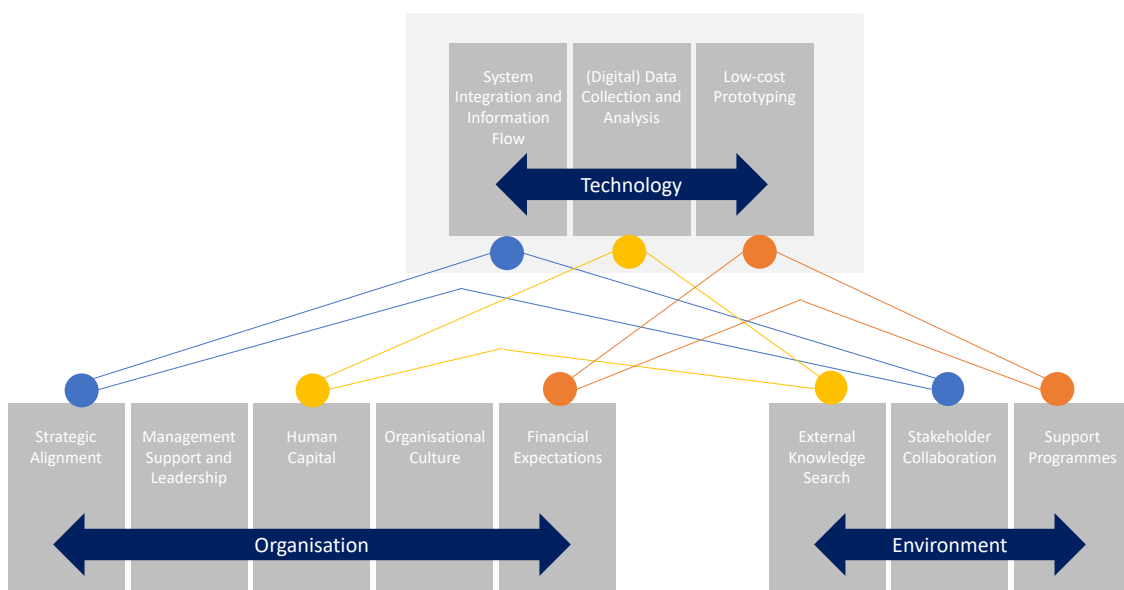 System
Integration and
Information
Flow
(Digital) Data
Collection and
Analysis
Low-cost
Prototyping
Technology
Strategic
Alignment
Management
Support and
Leadership
Human
Capital
Organisational
Culture
Financial
Expectations
Organisation
External
Knowledge
Search
Stakeholder
Collaboration
Support
Programmes
Environment